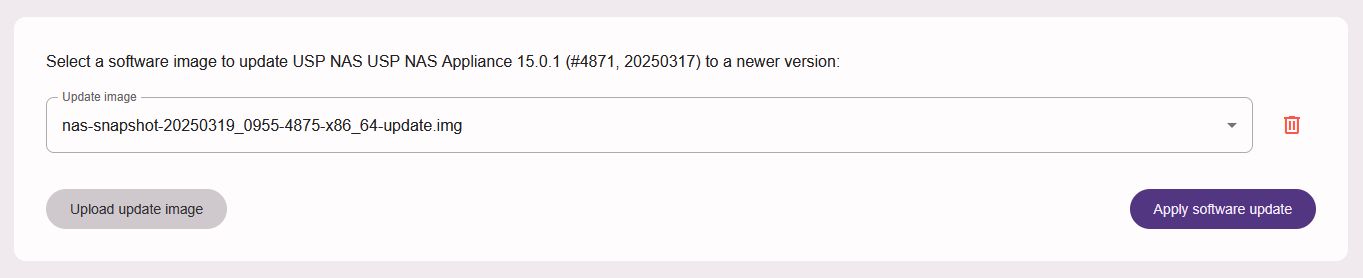 Select a software image to update USP NAS USP NAS Appliance 15.0.1 (#4871, 20250317) to a newer version:
Update image
nas-snapshot-20250319_0955-4875-x86_64-update.img
Upload update image
Apply software update